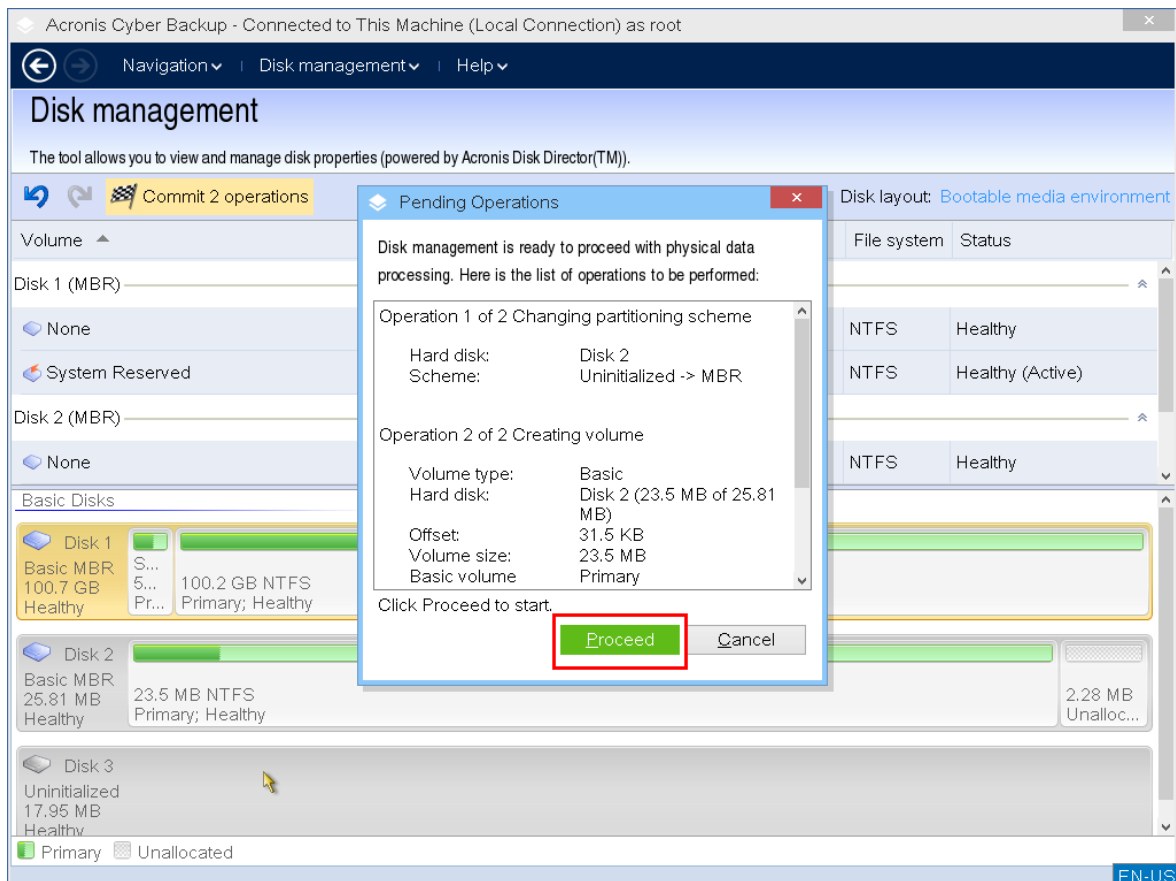 Acronis Cyber Backup - Connected to This Machine (Local Connection) as root
Navigation Disk management Help
Disk management
The tool allows you to view and manage disk properties (powered by Acronis Disk Director(TM)).
Commit 2 operations
Disk layout: Bootable media environment
Volume File system Status
Disk 1 (MBR)
None NTFS Healthy
System Reserved NTFS Healthy (Active)
Disk 2 (MBR)
None NTFS Healthy
Pending Operations
Disk management is ready to proceed with physical data
processing. Here is the list of operations to be performed:
Operation 1 of 2 Changing partitioning scheme
Hard disk: Disk 2
Scheme: Uninitialized -> MBR
Operation 2 of 2 Creating volume
Volume type: Basic
Hard disk: Disk 2 (23.5 MB of 25.81
MB)
Offset: 31.5 KB
Volume size: 23.5 MB
Basic volume Primary
Click Proceed to start.
Proceed Cancel
Basic Disks
Disk 1
Basic MBR
100.7 GB
Healthy
S...
5...
Pr...
100.2 GB NTFS
Primary; Healthy
Disk 2
Basic MBR
25.81 MB
Healthy
23.5 MB NTFS
Primary; Healthy
2.28 MB
Unalloc...
Disk 3
Uninitialized
17.95 MB
Healthy
Primary Unallocated
EN-US